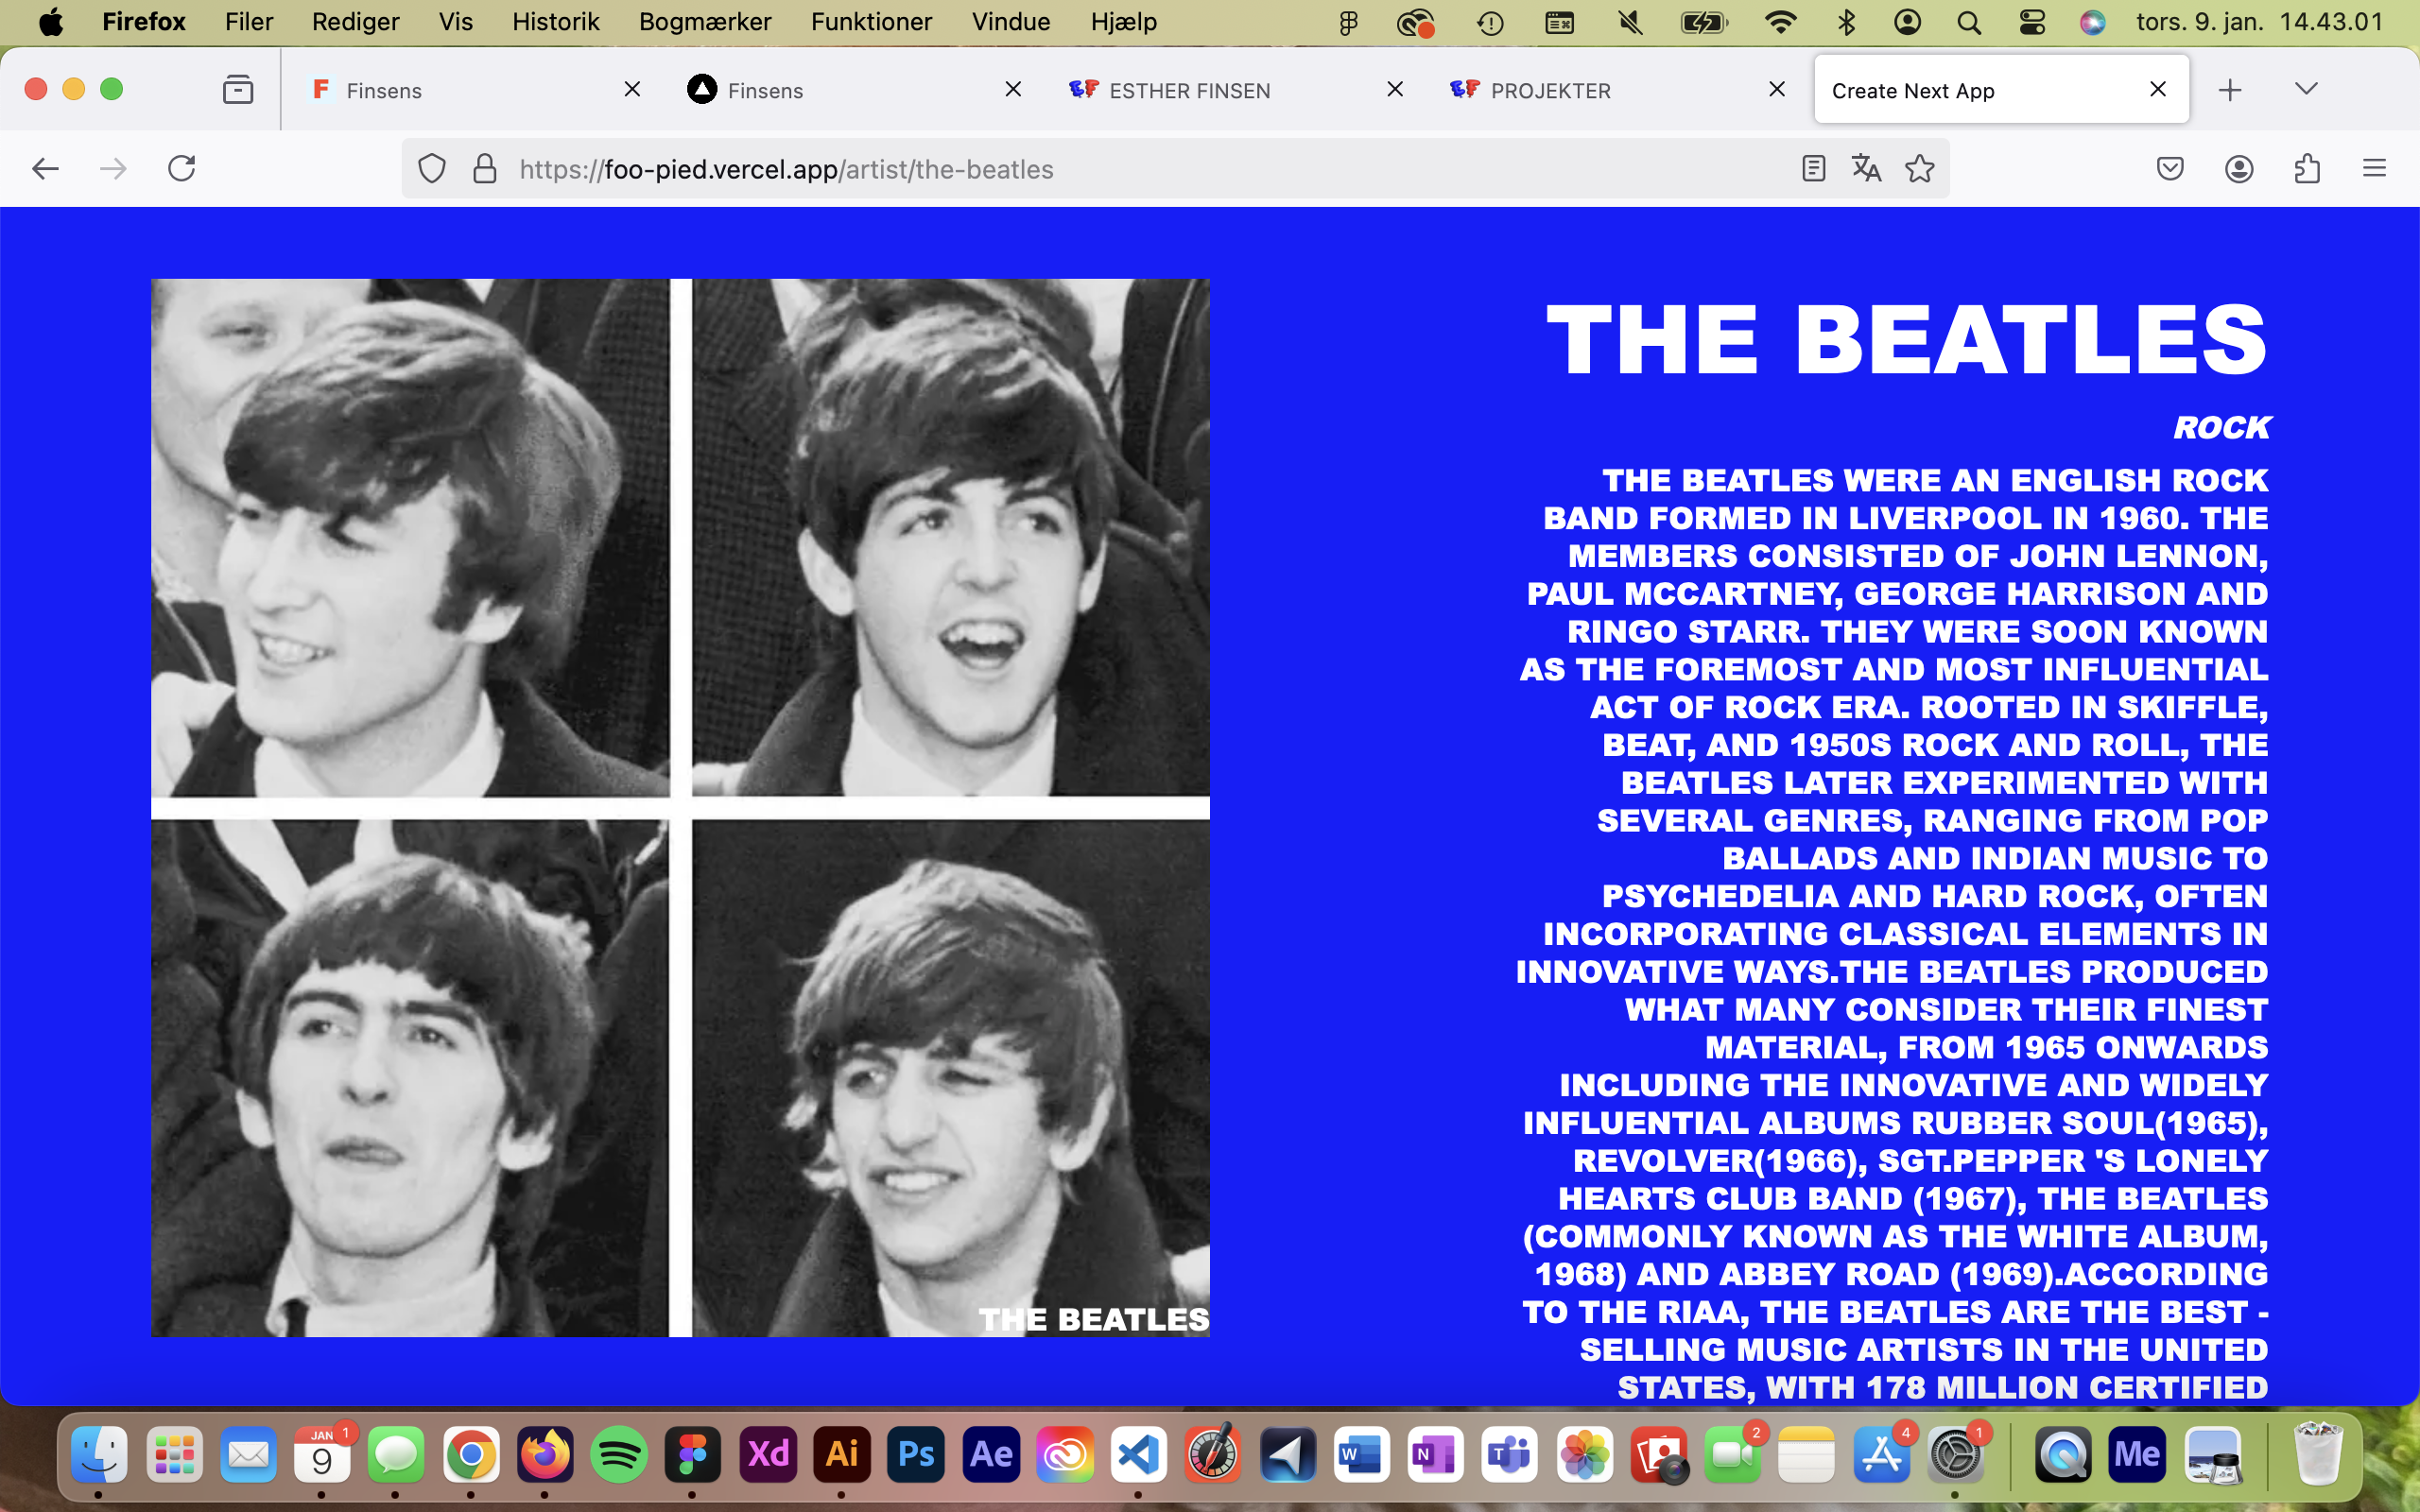 Firefox Filer Rediger Vis Historik Bogmærker Funktioner Vindue Hjælp tors. 9. jan. 14.43.01
F Finsens Finsens EF ESTHER FINSEN EF PROJEKTER Create Next App
https://foo-pied.vercel.app/artist/the-beatles
THE BEATLES
ROCK
THE BEATLES WERE AN ENGLISH ROCK
BAND FORMED IN LIVERPOOL IN 1960. THE
MEMBERS CONSISTED OF JOHN LENNON,
PAUL MCCARTNEY, GEORGE HARRISON AND
RINGO STARR. THEY WERE SOON KNOWN
AS THE FOREMOST AND MOST INFLUENTIAL
ACT OF ROCK ERA. ROOTED IN SKIFFLE,
BEAT, AND 1950S ROCK AND ROLL, THE
BEATLES LATER EXPERIMENTED WITH
SEVERAL GENRES, RANGING FROM POP
BALLADS AND INDIAN MUSIC TO
PSYCHEDELIA AND HARD ROCK, OFTEN
INCORPORATING CLASSICAL ELEMENTS IN
INNOVATIVE WAYS.THE BEATLES PRODUCED
WHAT MANY CONSIDER THEIR FINEST
MATERIAL, FROM 1965 ONWARDS
INCLUDING THE INNOVATIVE AND WIDELY
INFLUENTIAL ALBUMS RUBBER SOUL(1965),
REVOLVER(1966), SGT.PEPPER 'S LONELY
HEARTS CLUB BAND (1967), THE BEATLES
(COMMONLY KNOWN AS THE WHITE ALBUM,
1968) AND ABBEY ROAD (1969).ACCORDING
TO THE RIAA, THE BEATLES ARE THE BEST -
SELLING MUSIC ARTISTS IN THE UNITED
STATES, WITH 178 MILLION CERTIFIED
THE BEATLES
JAN 1
9
Xd Ai Ps Ae W N T 2 4 1 Me